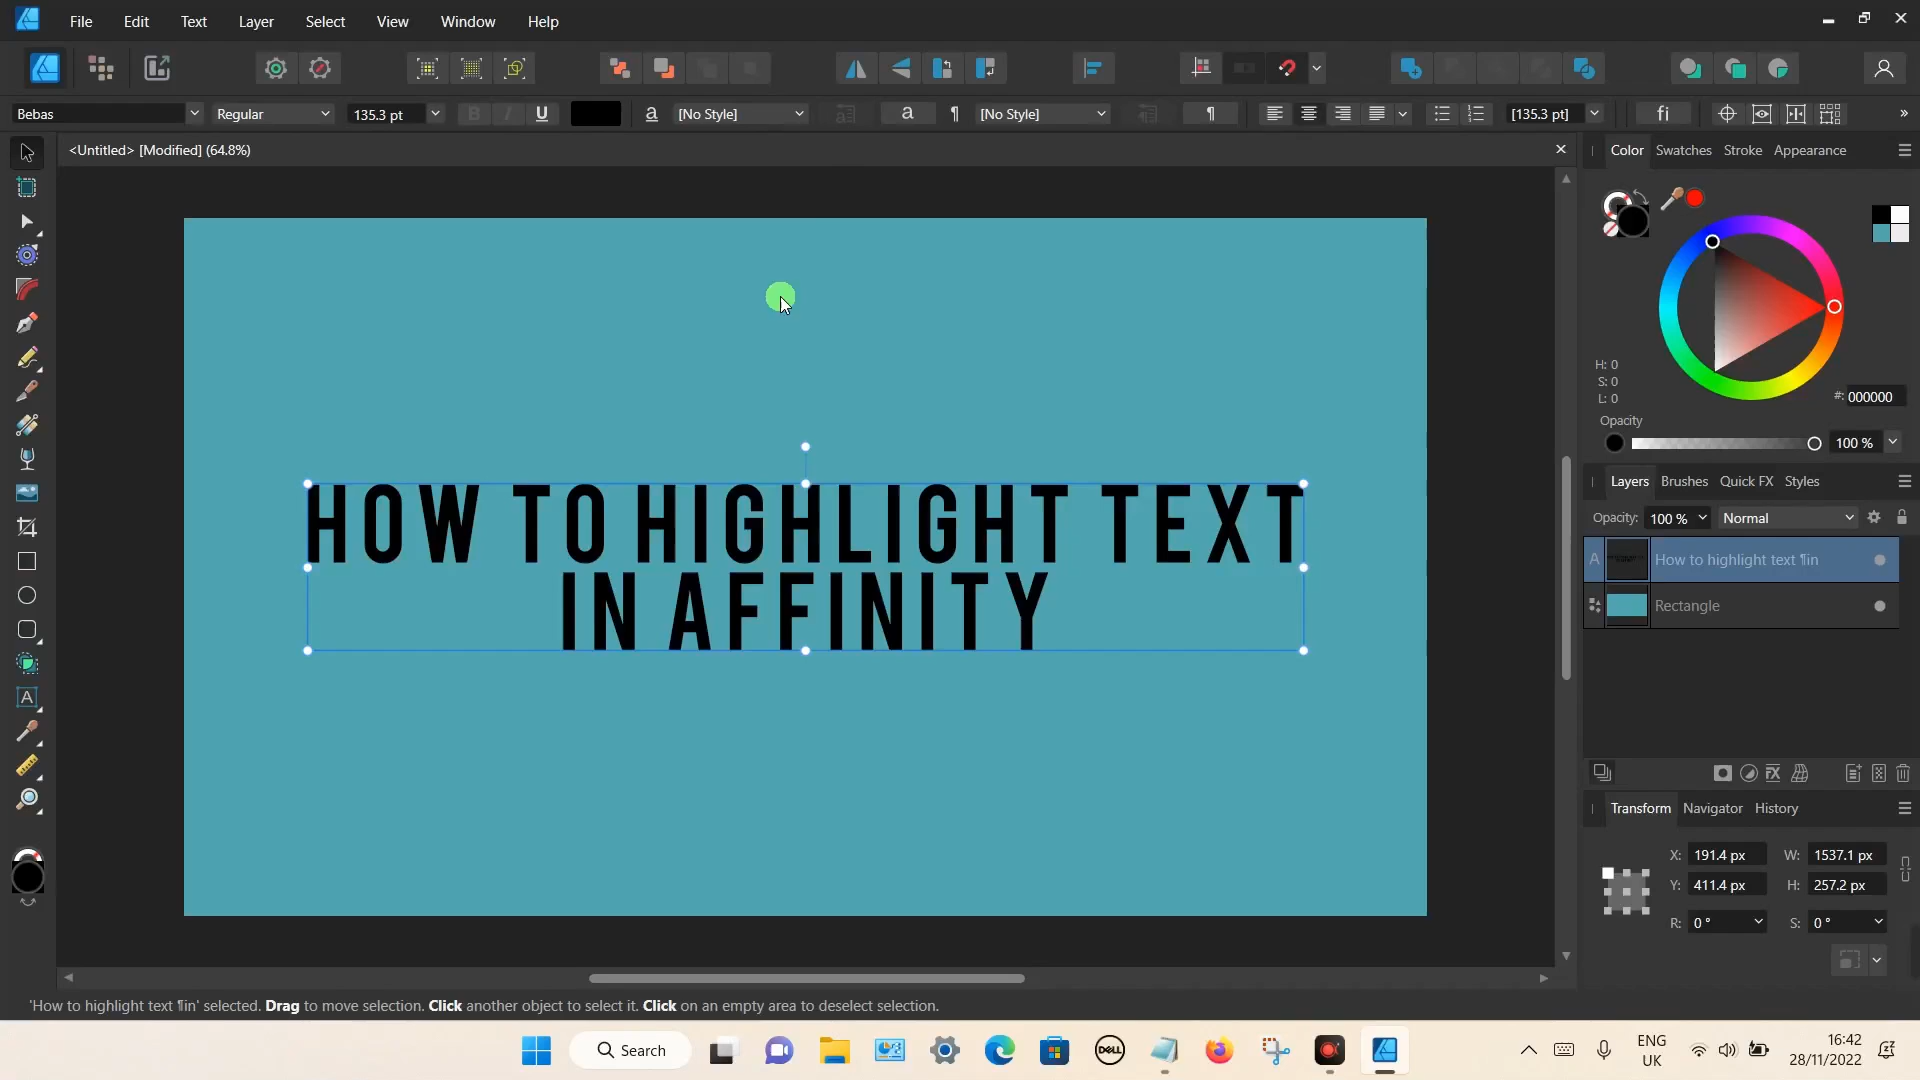 File Edit Text Layer Select View Window Help
Bebas Regular 135.3 pt B I U a [No Style] a ¶ [No Style] ¶ [135.3 pt] fi »
<Untitled> [Modified] (64.8%)
Color Swatches Stroke Appearance
HOW TO HIGHLIGHT TEXT
IN AFFINITY
H: 0
S: 0
L: 0
#: 000000
Opacity
100 %
Layers Brushes Quick FX Styles
Opacity: 100 % Normal
A How to highlight text ¶in
Rectangle
Transform Navigator History
X: 191.4 px W: 1537.1 px
Y: 411.4 px H: 257.2 px
R: 0 ° S: 0 °
'How to highlight text ¶in' selected. Drag to move selection. Click another object to select it. Click on an empty area to deselect selection.
Search
DELL
ENG
UK
16:42
28/11/2022